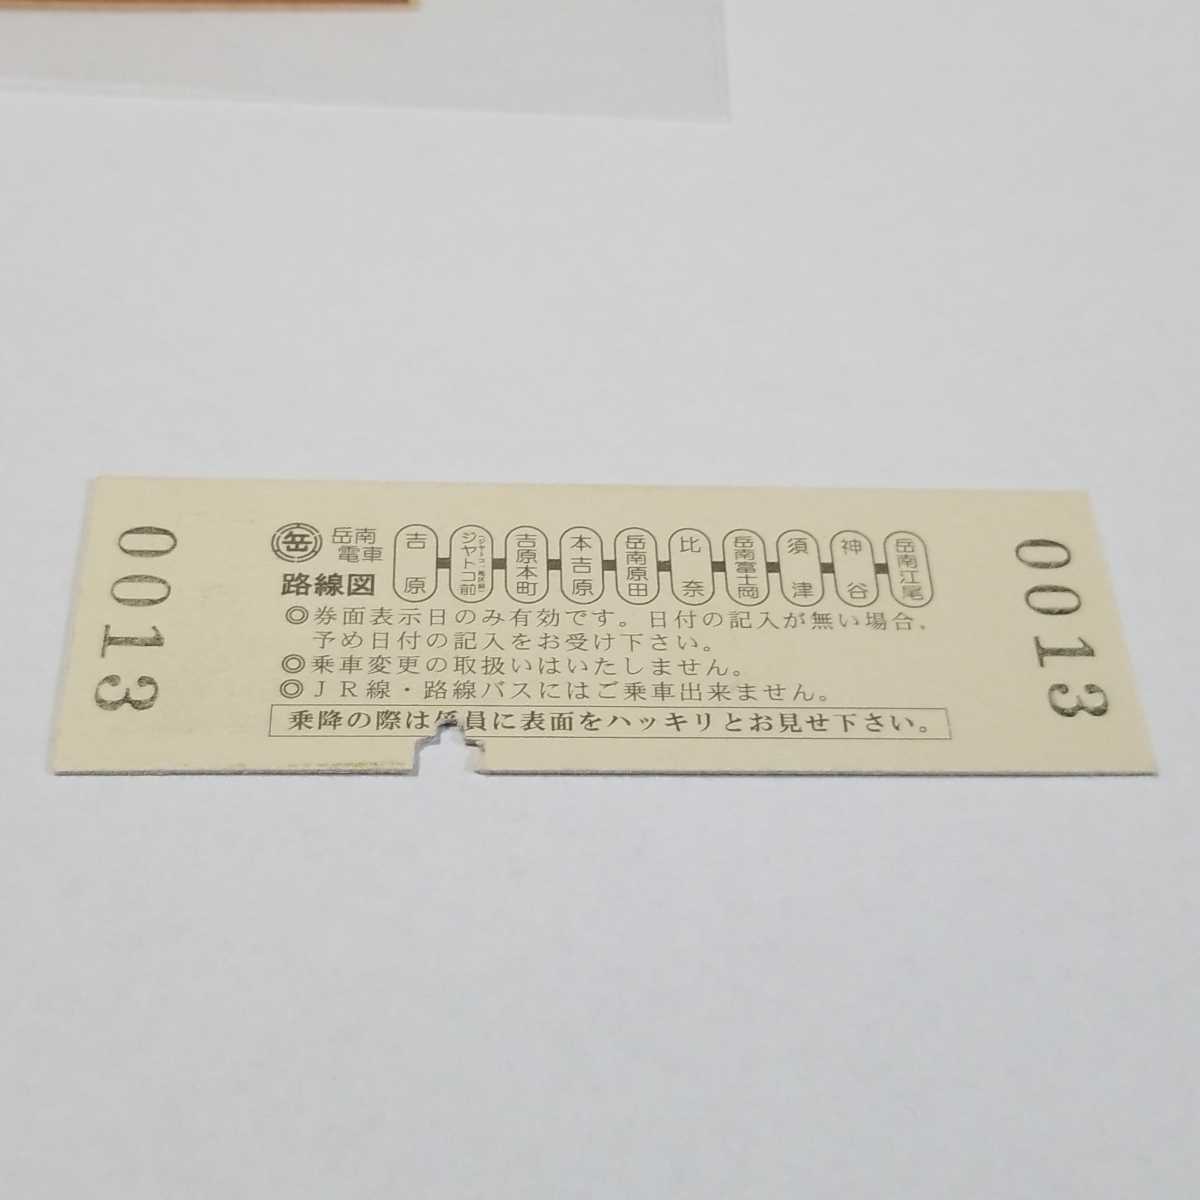 0013
岳 岳南電車
路線図
吉原
ジヤトコ前
吉原本町
本吉原
岳南原田
比奈
岳南富士岡
須津
神谷
岳南江尾
◎券面表示日のみ有効です。日付の記入が無い場合、
予め日付の記入をお受け下さい。
◎乗車変更の取扱いはいたしません。
◎ＪＲ線・路線バスにはご乗車出来ません。
乗降の際は係員に表面をハッキリとお見せ下さい。
0013